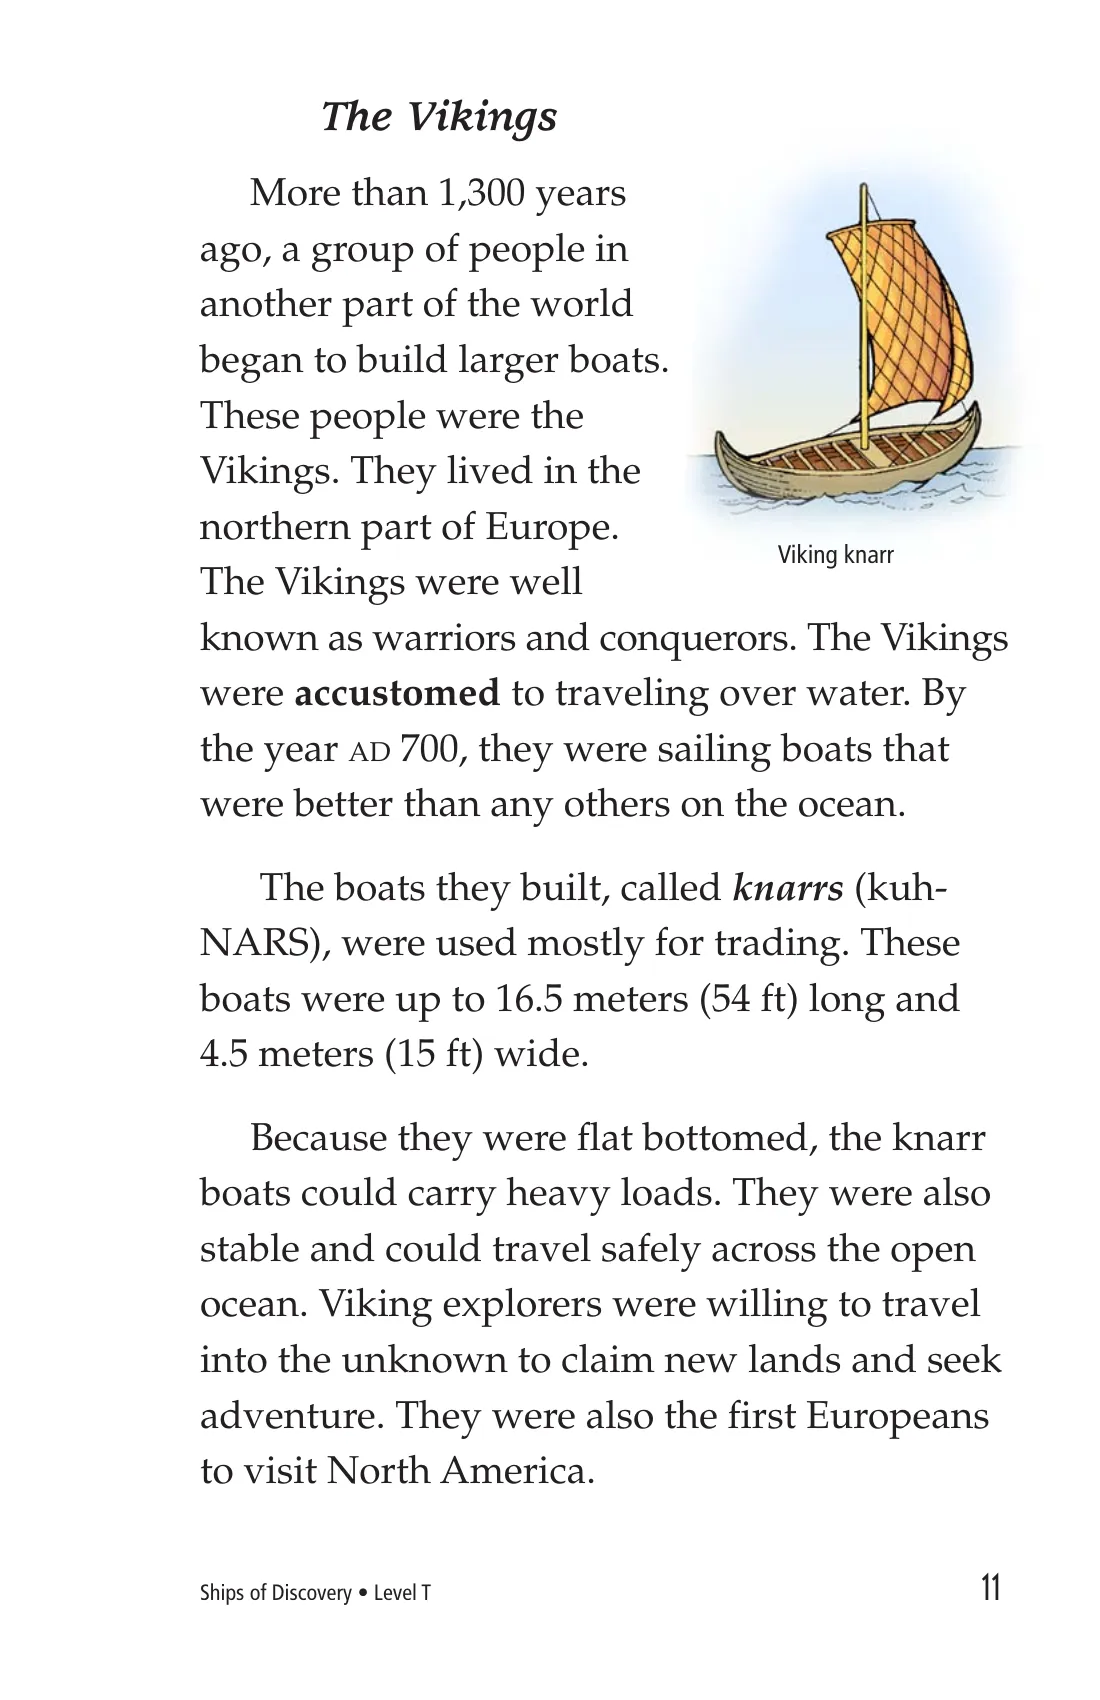 The Vikings
More than 1,300 years
ago, a group of people in
another part of the world
began to build larger boats.
These people were the
Vikings. They lived in the
northern part of Europe.
The Vikings were well
known as warriors and conquerors. The Vikings
were accustomed to traveling over water. By
the year AD 700, they were sailing boats that
were better than any others on the ocean.
Viking knarr
The boats they built, called knarrs (kuh-
NARS), were used mostly for trading. These
boats were up to 16.5 meters (54 ft) long and
4.5 meters (15 ft) wide.
Because they were flat bottomed, the knarr
boats could carry heavy loads. They were also
stable and could travel safely across the open
ocean. Viking explorers were willing to travel
into the unknown to claim new lands and seek
adventure. They were also the first Europeans
to visit North America.
Ships of Discovery • Level T
11